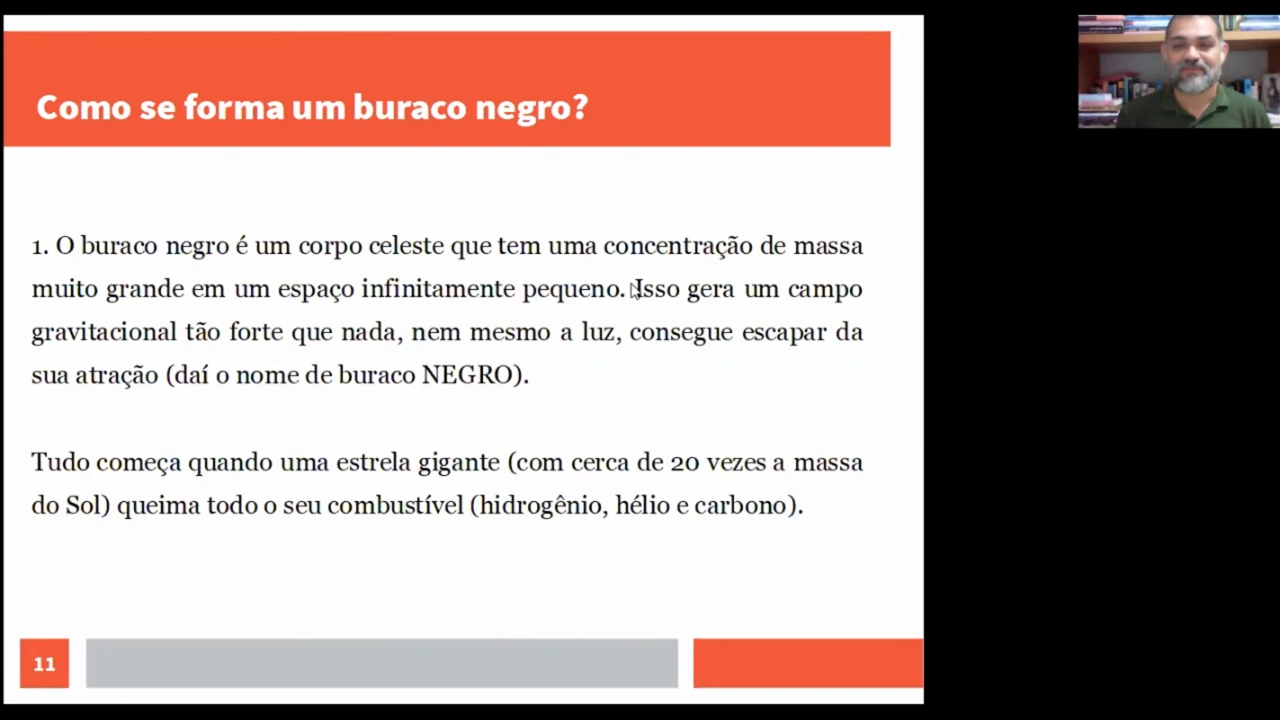 Como se forma um buraco negro?
1. O buraco negro é um corpo celeste que tem uma concentração de massa
muito grande em um espaço infinitamente pequeno. Isso gera um campo
gravitacional tão forte que nada, nem mesmo a luz, consegue escapar da
sua atração (daí o nome de buraco NEGRO).
Tudo começa quando uma estrela gigante (com cerca de 20 vezes a massa
do Sol) queima todo o seu combustível (hidrogênio, hélio e carbono).
11